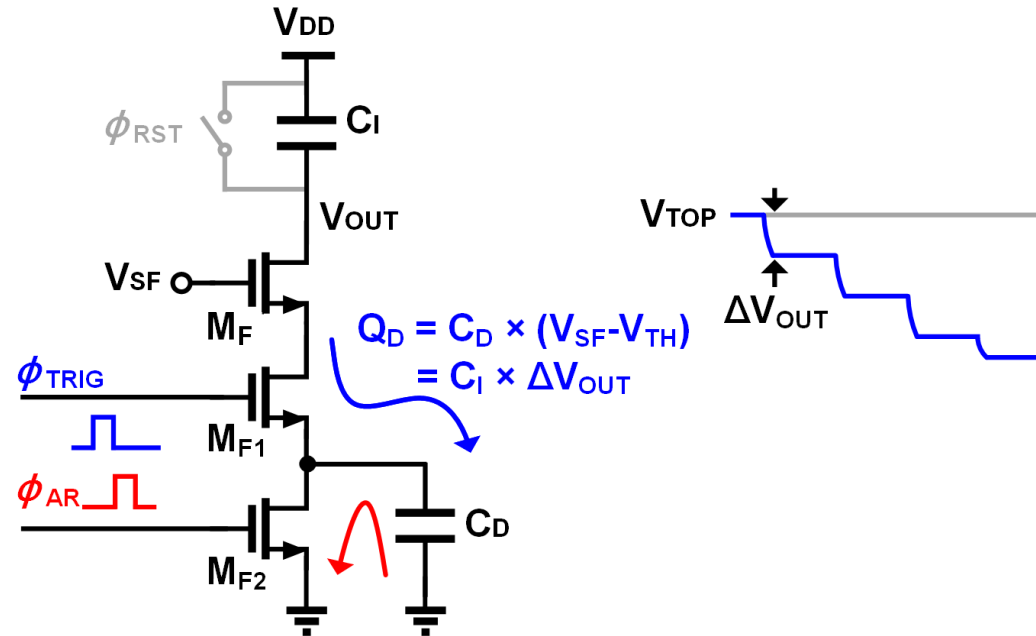 VDD
ϕRST
CI
VOUT
VTOP
VSF
MF
ΔVOUT
QD = CD × (VSF-VTH)
= CI × ΔVOUT
ϕTRIG
MF1
ϕAR
CD
MF2